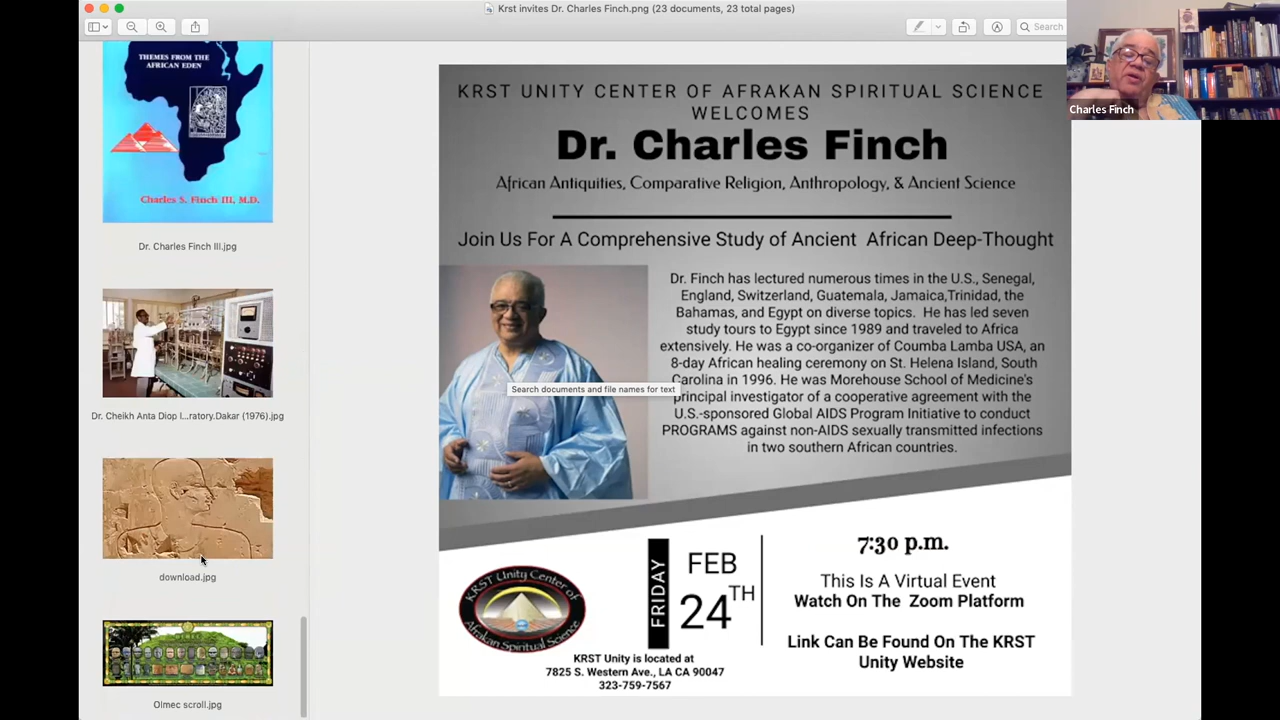 Krst invites Dr. Charles Finch.png (23 documents, 23 total pages)
Search
Charles Finch
THEMES FROM THE
AFRICAN EDEN
Charles S. Finch III, M.D.
Dr. Charles Finch III.jpg
Dr. Cheikh Anta Diop l...ratory.Dakar (1976).jpg
download.jpg
Olmec scroll.jpg
KRST UNITY CENTER OF AFRAKAN SPIRITUAL SCIENCE
WELCOMES
Dr. Charles Finch
African Antiquities, Comparative Religion, Anthropology, & Ancient Science
Join Us For A Comprehensive Study of Ancient African Deep-Thought
Dr. Finch has lectured numerous times in the U.S., Senegal,
England, Switzerland, Guatemala, Jamaica,Trinidad, the
Bahamas, and Egypt on diverse topics. He has led seven
study tours to Egypt since 1989 and traveled to Africa
extensively. He was a co-organizer of Coumba Lamba USA, an
8-day African healing ceremony on St. Helena Island, South
Carolina in 1996. He was Morehouse School of Medicine's
principal investigator of a cooperative agreement with the
U.S.-sponsored Global AIDS Program Initiative to conduct
PROGRAMS against non-AIDS sexually transmitted infections
in two southern African countries.
Search documents and file names for text
KRST Unity Center of
Afrakan Spiritual Science
KRST Unity is located at
7825 S. Western Ave., LA CA 90047
323-759-7567
FRIDAY
FEB
24TH
7:30 p.m.
This Is A Virtual Event
Watch On The Zoom Platform
Link Can Be Found On The KRST
Unity Website